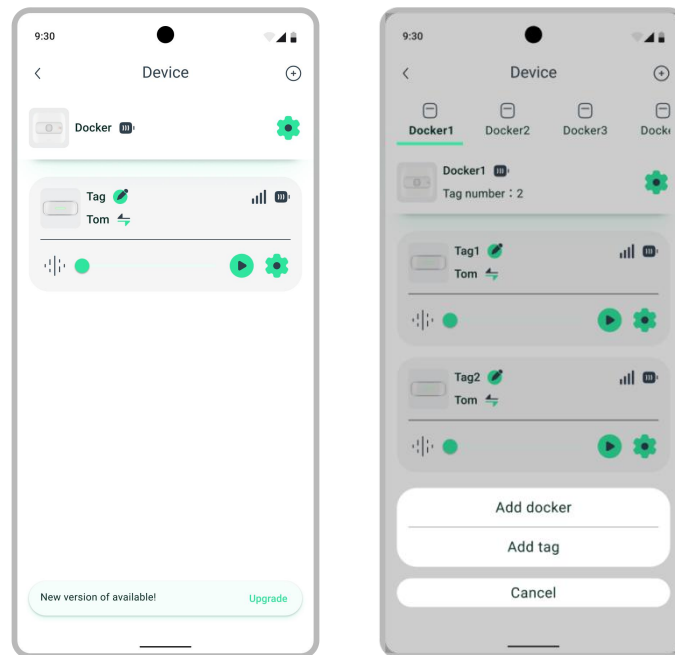 9:30
Device
Docker
Tag
Tom
New version of available!
Upgrade
9:30
Device
Docker1 Docker2 Docker3 Docke
Docker1
Tag number：2
Tag1
Tom
Tag2
Tom
Add docker
Add tag
Cancel